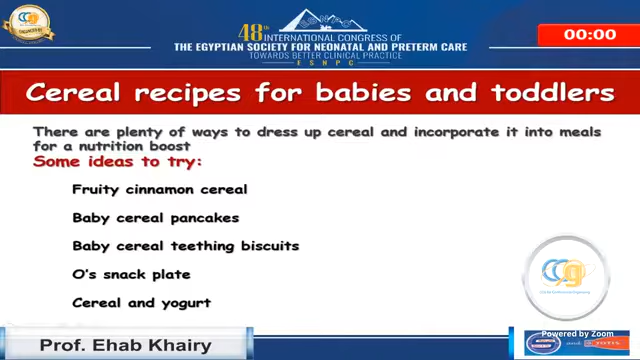 48th
ESNPC
INTERNATIONAL CONGRESS OF
THE EGYPTIAN SOCIETY FOR NEONATAL AND PRETERM CARE
TOWARDS BETTER CLINICAL PRACTICE
E S N P C
00:00
Cereal recipes for babies and toddlers
There are plenty of ways to dress up cereal and incorporate it into meals
for a nutrition boost
Some ideas to try:
Fruity cinnamon cereal
Baby cereal pancakes
Baby cereal teething biscuits
O's snack plate
Cereal and yogurt
Prof. Ehab Khairy
Powered by Zoom
and